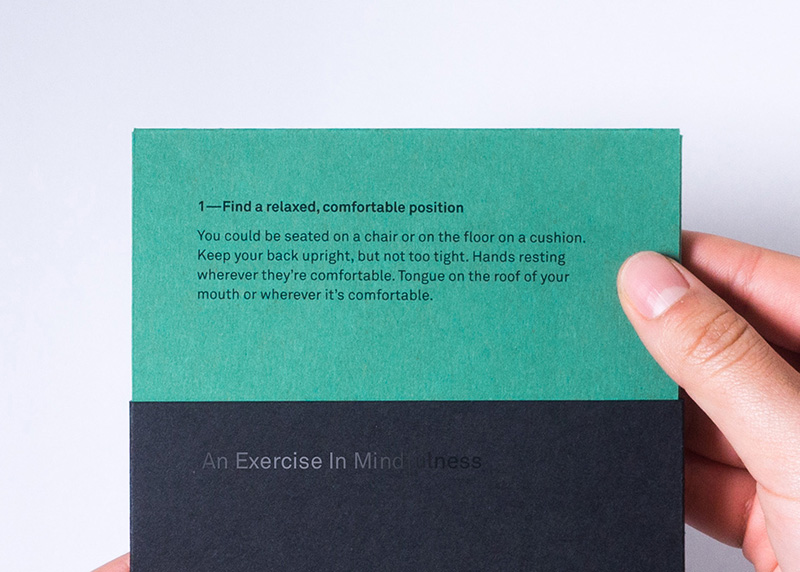 1—Find a relaxed, comfortable position
You could be seated on a chair or on the floor on a cushion.
Keep your back upright, but not too tight. Hands resting
wherever they're comfortable. Tongue on the roof of your
mouth or wherever it's comfortable.
An Exercise In Mindfulness